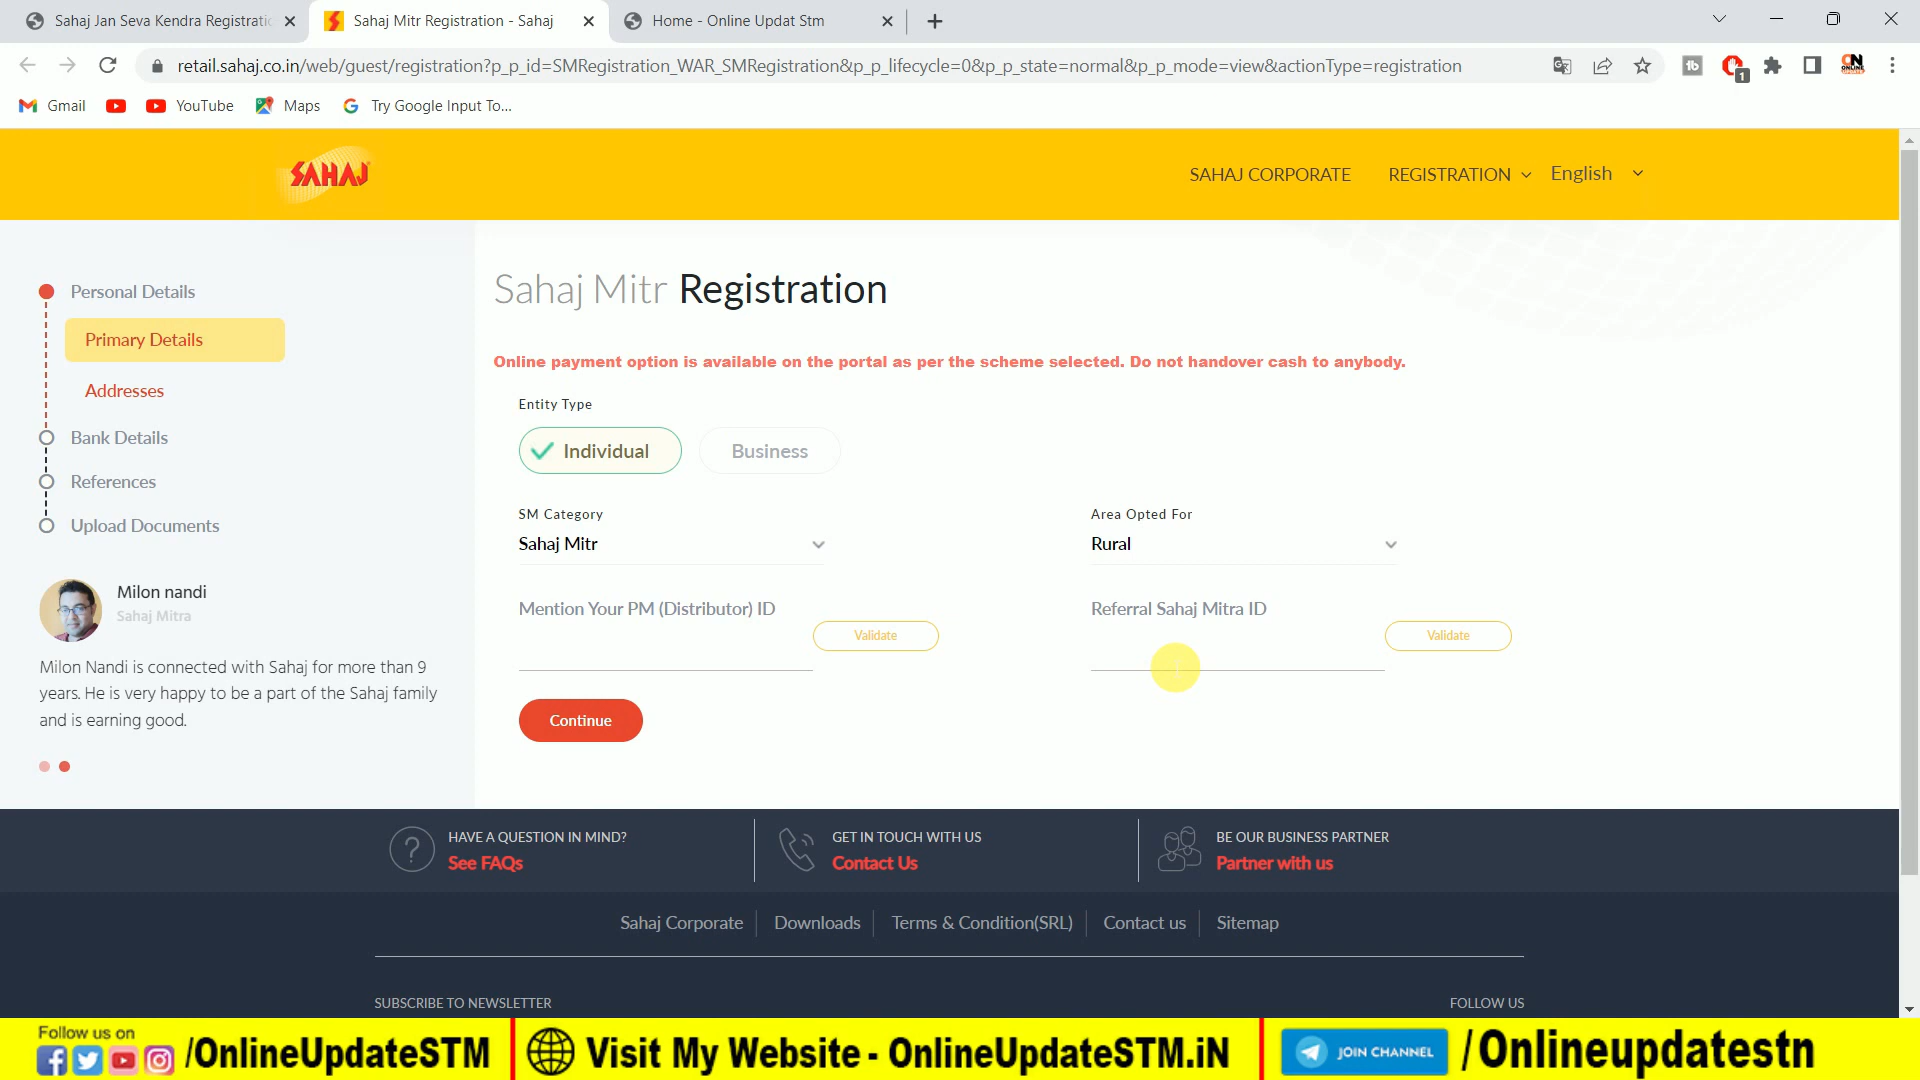 Sahaj Jan Seva Kendra Registratio
Sahaj Mitr Registration - Sahaj
Home - Online Updat Stm
retail.sahaj.co.in/web/guest/registration?p_p_id=SMRegistration_WAR_SMRegistration&p_p_lifecycle=0&p_p_state=normal&p_p_mode=view&actionType=registration
1
Gmail
YouTube
Maps
Try Google Input To...
SAHAJ
SAHAJ CORPORATE
REGISTRATION
English
Personal Details
Primary Details
Addresses
Bank Details
References
Upload Documents
Milon nandi
Sahaj Mitra
Milon Nandi is connected with Sahaj for more than 9
years. He is very happy to be a part of the Sahaj family
and is earning good.
Sahaj Mitr Registration
Online payment option is available on the portal as per the scheme selected. Do not handover cash to anybody.
Entity Type
Individual
Business
SM Category
Area Opted For
Sahaj Mitr
Rural
Mention Your PM (Distributor) ID
Validate
Referral Sahaj Mitra ID
Validate
Continue
HAVE A QUESTION IN MIND?
See FAQs
GET IN TOUCH WITH US
Contact Us
BE OUR BUSINESS PARTNER
Partner with us
Sahaj Corporate
Downloads
Terms & Condition(SRL)
Contact us
Sitemap
SUBSCRIBE TO NEWSLETTER
FOLLOW US
Follow us on
/OnlineUpdateSTM
Visit My Website - OnlineUpdateSTM.iN
JOIN CHANNEL
/Onlineupdatestn